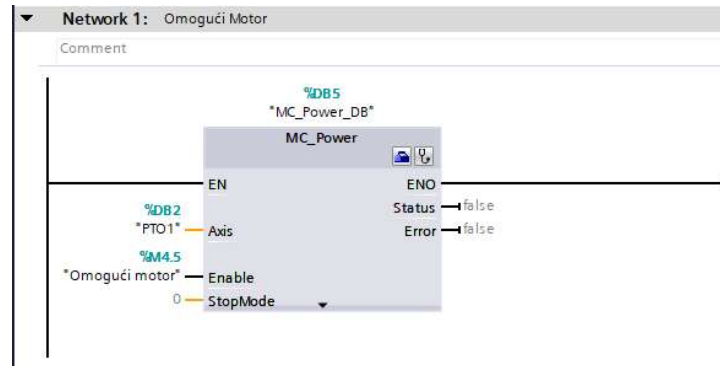 Network 1: Omogući Motor
Comment
%DB5
"MC_Power_DB"
MC_Power
EN ENO
%DB2 Status false
"PTO1" Axis Error false
%M4.5
"Omogući motor" Enable
0 StopMode